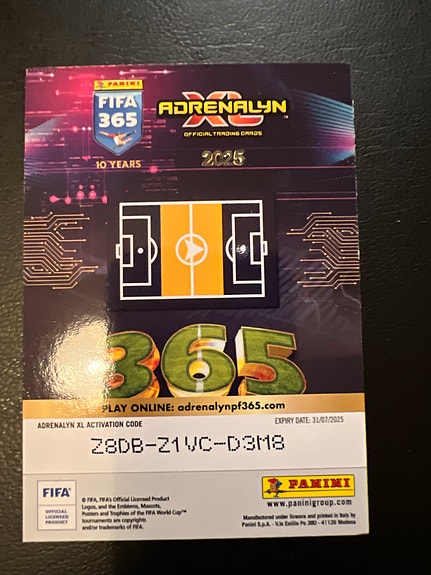 PANINI
FIFA
365
10 YEARS
ADRENALYN
XL
™
OFFICIAL TRADING CARDS
2025
365
PLAY ONLINE: adrenalynpf365.com
ADRENALYN XL ACTIVATION CODE
EXPIRY DATE: 31/07/2025
Z8DB-Z1VC-D3M8
FIFA®
OFFICIAL
LICENSED
PRODUCT
© FIFA, FIFA's Official Licensed Product
Logos, and the Emblems, Mascots,
Posters and Trophies of the FIFA World Cup™
tournaments are copyrights
and/or trademarks of FIFA.
PANINI
www.paninigroup.com
Manufactured under licence and printed in Italy by
Panini S.p.A. - V.le Emilio Po 380 - 41126 Modena